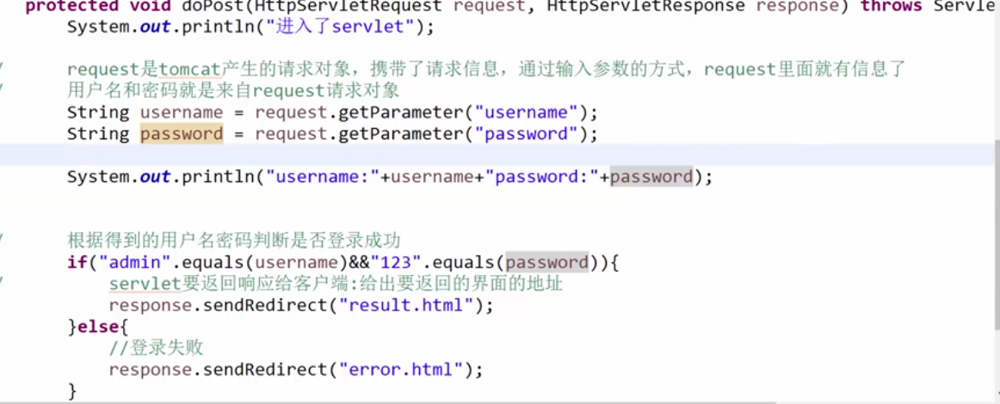 protected void doPost(HttpServletRequest request, HttpServletResponse response) throws Servle
System.out.println("进入了servlet");
/ request是tomcat产生的请求对象，携带了请求信息，通过输入参数的方式，request里面就有信息了
/ 用户名和密码就是来自request请求对象
String username = request.getParameter("username");
String password = request.getParameter("password");
System.out.println("username:"+username+"password:"+password);
/ 根据得到的用户名密码判断是否登录成功
if("admin".equals(username)&&"123".equals(password)){
/ servlet要返回响应给客户端:给出要返回的界面的地址
response.sendRedirect("result.html");
}else{
//登录失败
response.sendRedirect("error.html");
}